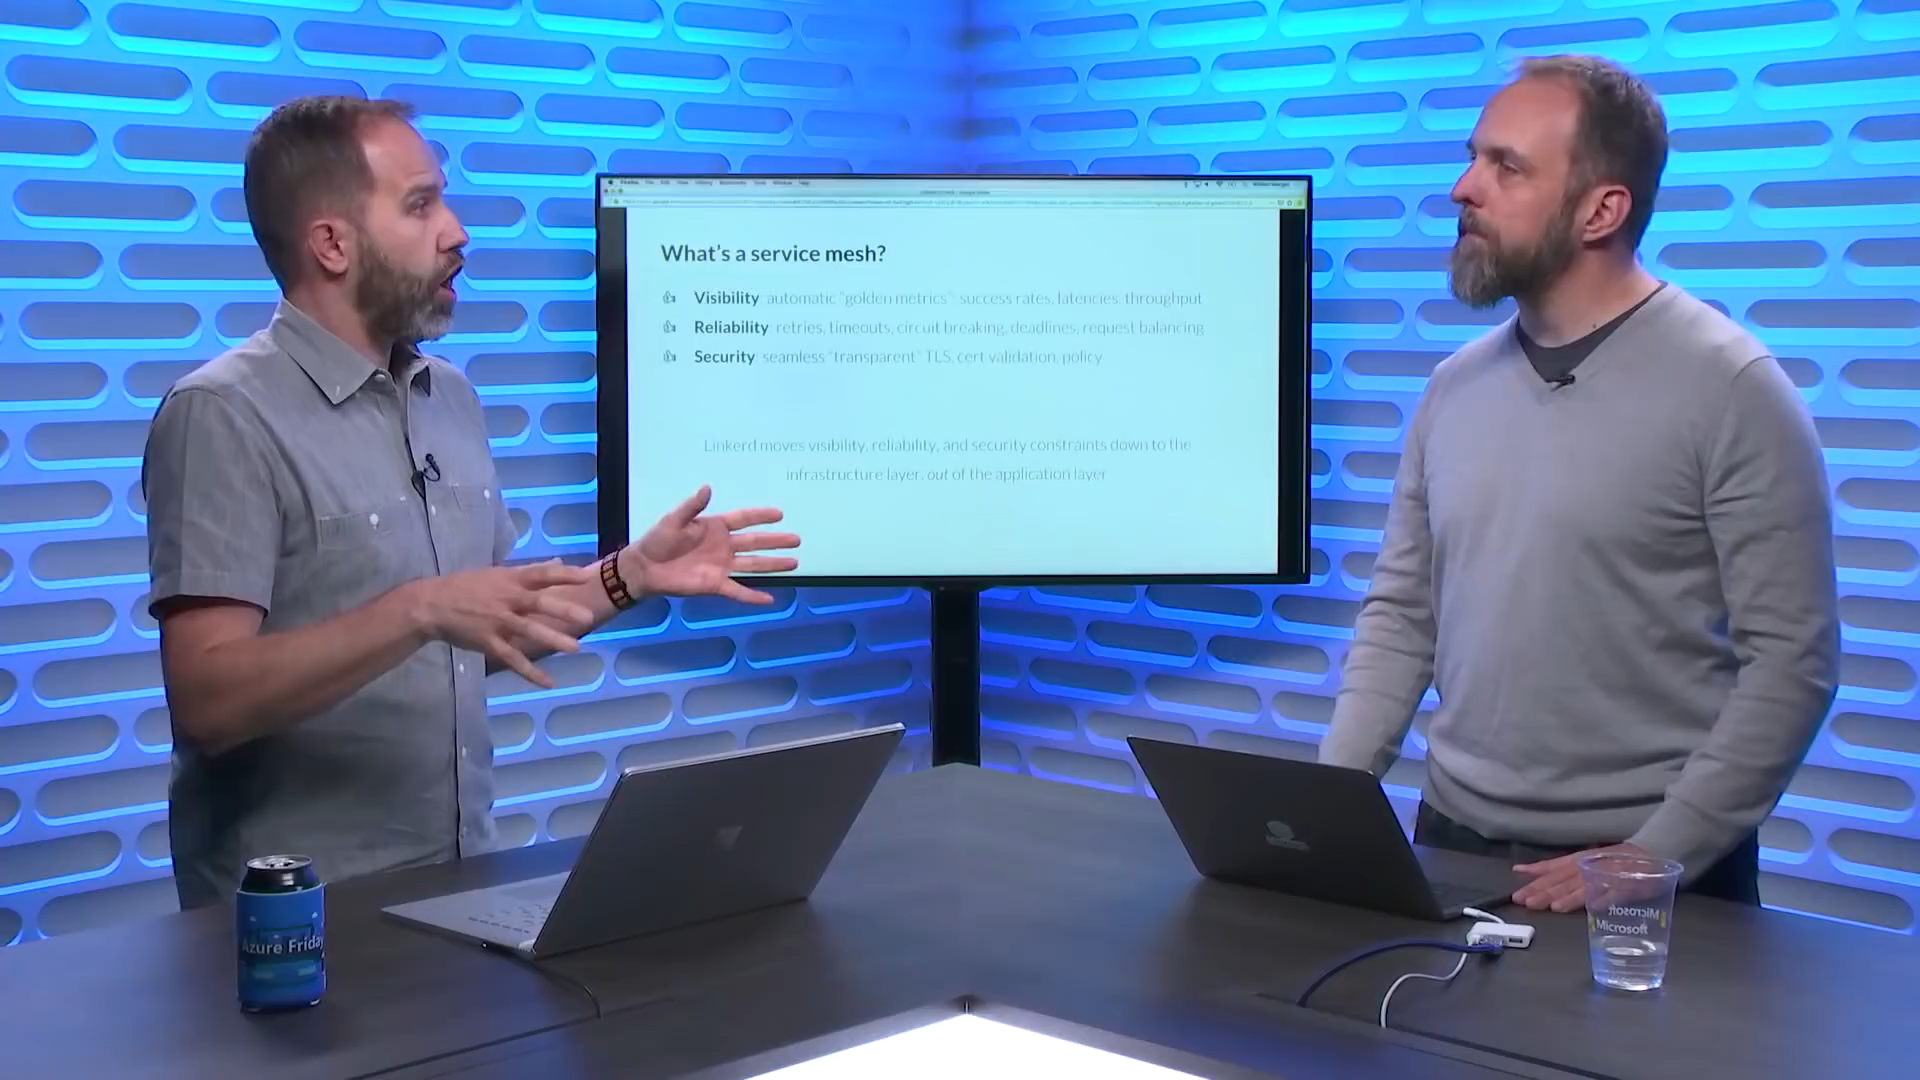 What's a service mesh?
Visibility: automatic "golden metrics": success rates, latencies, throughput
Reliability: retries, timeouts, circuit breaking, deadlines, request balancing
Security: seamless "transparent" TLS, cert validation, policy
Linkerd moves visibility, reliability, and security constraints down to the
infrastructure layer, out of the application layer
Azure Friday
Microsoft
Microsoft